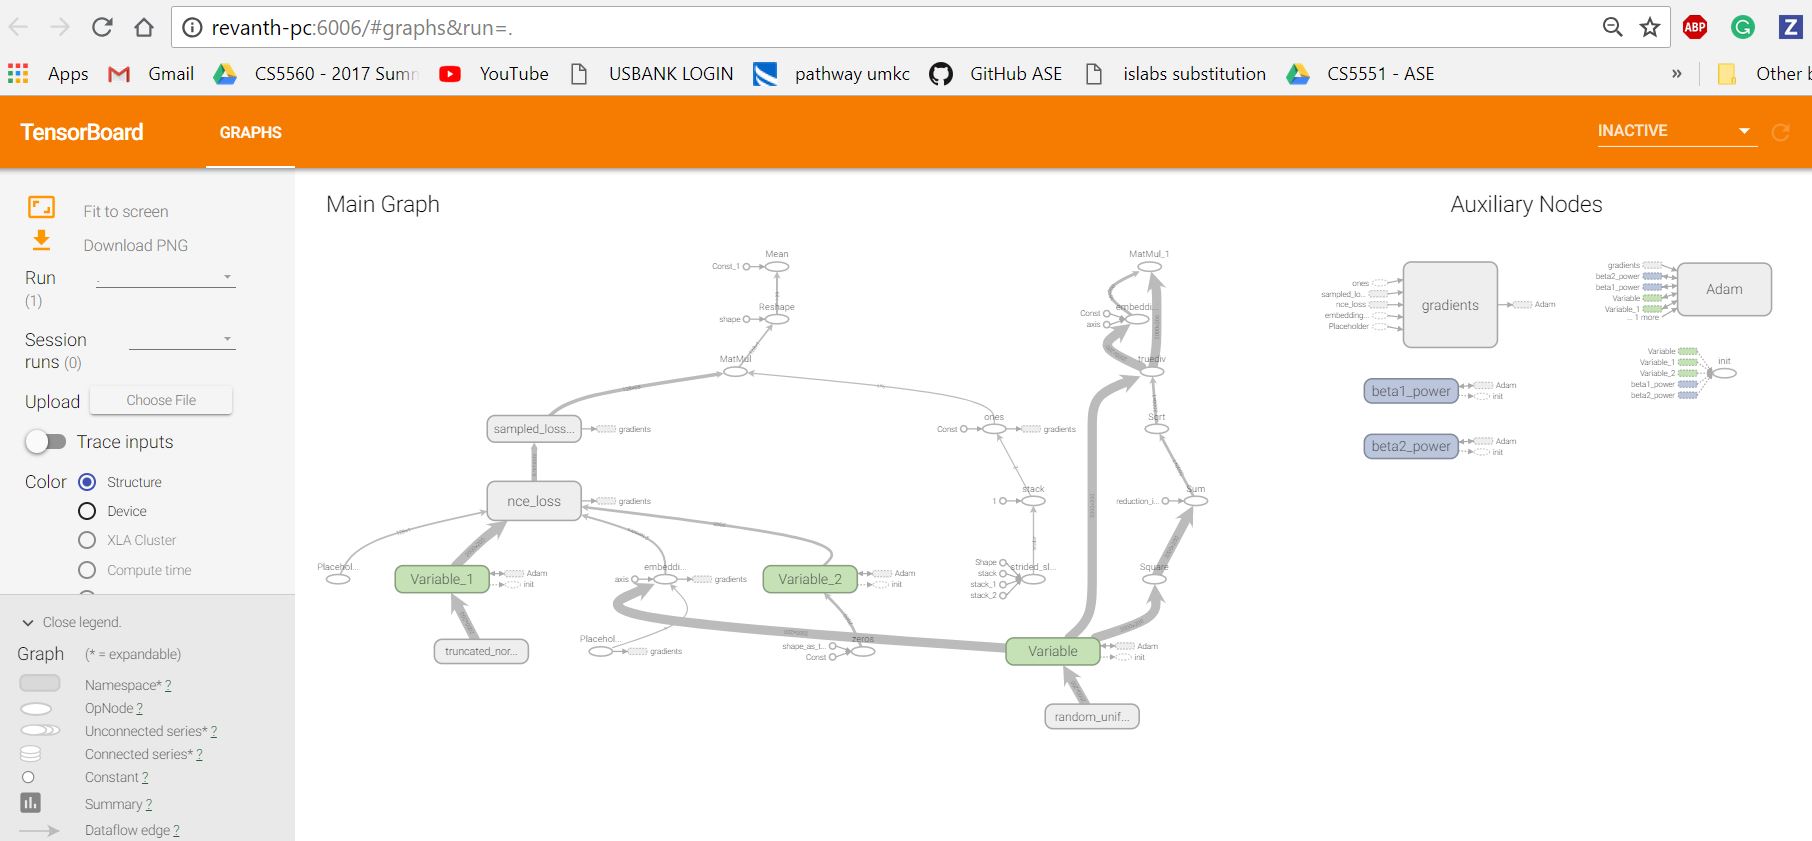 revanth-pc:6006/#graphs&run=.
ABP
G
Z
Apps
Gmail
CS5560 - 2017 Summ
YouTube
USBANK LOGIN
pathway umkc
GitHub ASE
islabs substitution
CS5551 - ASE
»
Other b
TensorBoard
GRAPHS
INACTIVE
Fit to screen
Download PNG
Run
(1)
.
Session
runs (0)
Upload
Choose File
Trace inputs
Color
Structure
Device
XLA Cluster
Compute time
Close legend.
Graph
(* = expandable)
Namespace* ?
OpNode ?
Unconnected series* ?
Connected series* ?
Constant ?
Summary ?
Dataflow edge ?
Main Graph
Mean
Const_1
Reshape
shape
MatMul
sampled_loss...
gradients
nce_loss
gradients
Placehol...
Variable_1
Adam
init
truncated_nor...
axis
embeddi...
gradients
Placehol...
gradients
Variable_2
Adam
init
shape_as_t...
zeros
Const
ones
Const
gradients
stack
1
Shape
strided_sl...
stack
stack_1
stack_2
MatMul_1
embeddi...
Const
axis
truediv
Sqrt
Sum
reduction_i...
Square
Variable
Adam
init
random_unif...
Auxiliary Nodes
ones
sampled_lo...
nce_loss
embedding...
Placeholder
gradients
Adam
gradients
beta2_power
beta1_power
Variable
Variable_1
... 1 more
Adam
beta1_power
Adam
init
beta2_power
Adam
init
Variable
Variable_1
Variable_2
beta1_power
beta2_power
init